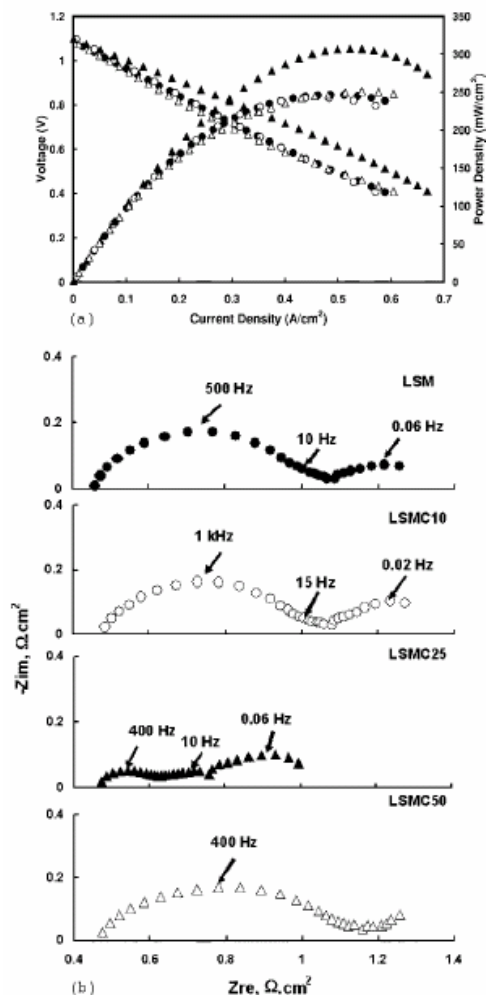 1.2
1
0.8
0.6
0.4
0.2
0
Voltage (V)
350
300
250
200
150
100
50
0
Power Density (mW/cm²)
0 0.1 0.2 0.3 0.4 0.5 0.6 0.7
(a) Current Density (A/cm²)
LSM
500 Hz
10 Hz
0.06 Hz
0.4
0.2
0
LSMC10
1 kHz
15 Hz
0.02 Hz
0.4
0.2
0
-Zim, Ω.cm²
LSMC25
400 Hz
10 Hz
0.06 Hz
0.4
0.2
0
LSMC50
400 Hz
0.4
0.2
0
0.4 0.6 0.8 1 1.2 1.4
(b) Zre, Ω.cm²